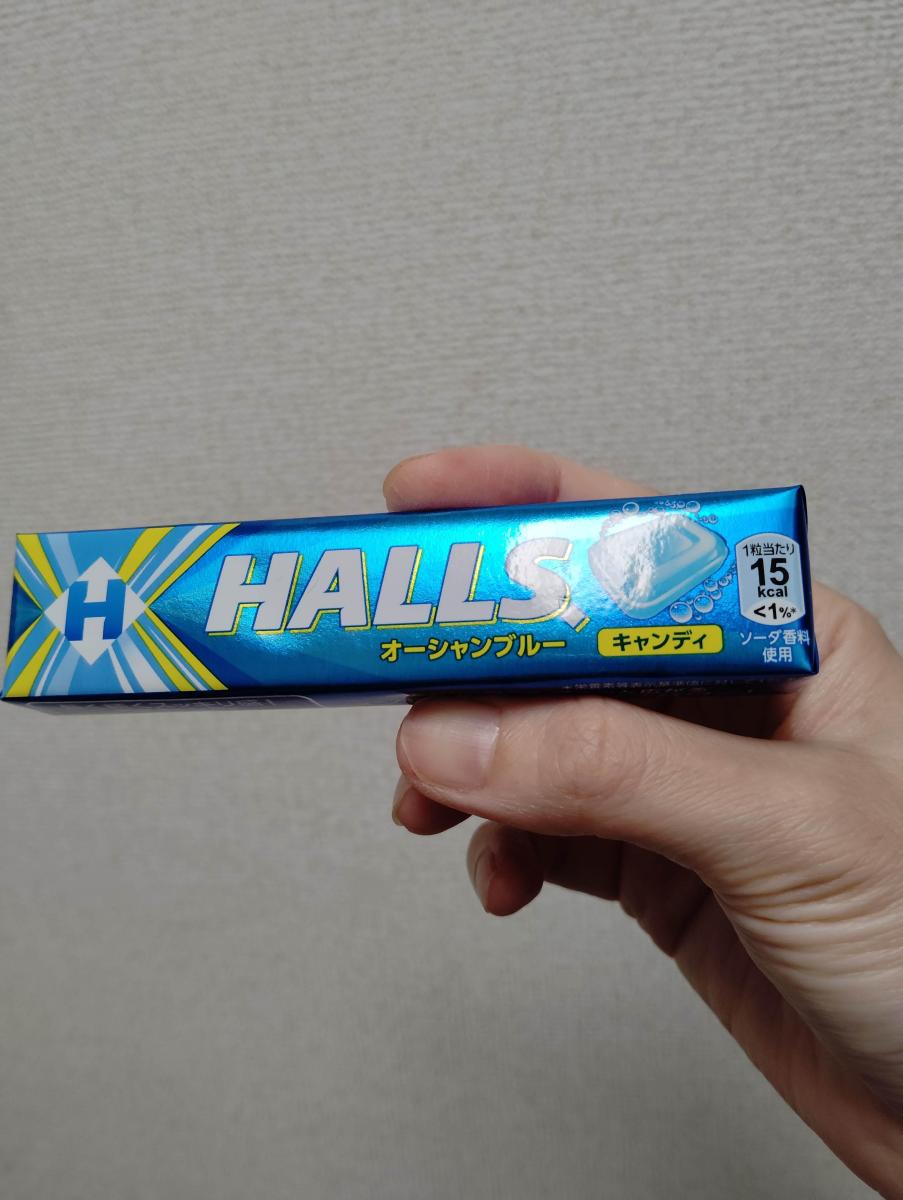 H
HALLS
オーシャンブルー
キャンディ
1粒当たり
15
kcal
<1%*
ソーダ香料
使用